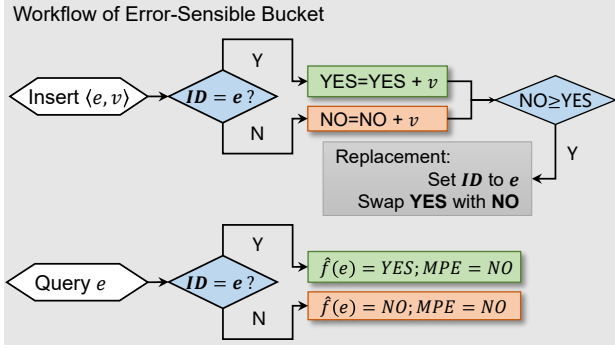 Workflow of Error-Sensible Bucket
Insert ⟨e, v⟩
ID = e ?
Y
N
YES=YES + v
NO=NO + v
NO≥YES
Y
Replacement:
Set ID to e
Swap YES with NO
Query e
ID = e ?
Y
N
f̂(e) = YES; MPE = NO
f̂(e) = NO; MPE = NO